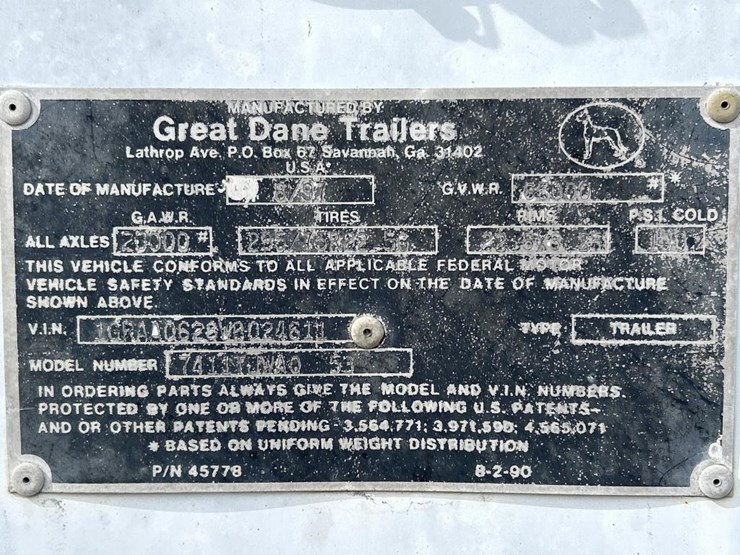 MANUFACTURED BY
Great Dane Trailers
Lathrop Ave. P.O. Box 67 Savannah, Ga. 31402
U.S.A.
DATE OF MANUFACTURE G.V.W.R. **
G.A.W.R. TIRES RIMS P.S.I. COLD
ALL AXLES 20000 *
THIS VEHICLE CONFORMS TO ALL APPLICABLE FEDERAL MOTOR
VEHICLE SAFETY STANDARDS IN EFFECT ON THE DATE OF MANUFACTURE
SHOWN ABOVE.
V.I.N. TYPE: TRAILER
MODEL NUMBER
IN ORDERING PARTS ALWAYS GIVE THE MODEL AND V.I.N. NUMBERS.
PROTECTED BY ONE OR MORE OF THE FOLLOWING U.S. PATENTS-
AND OR OTHER PATENTS PENDING - 3,564,771; 3,971,590; 4,565,071
* BASED ON UNIFORM WEIGHT DISTRIBUTION
P/N 45778 8-2-90